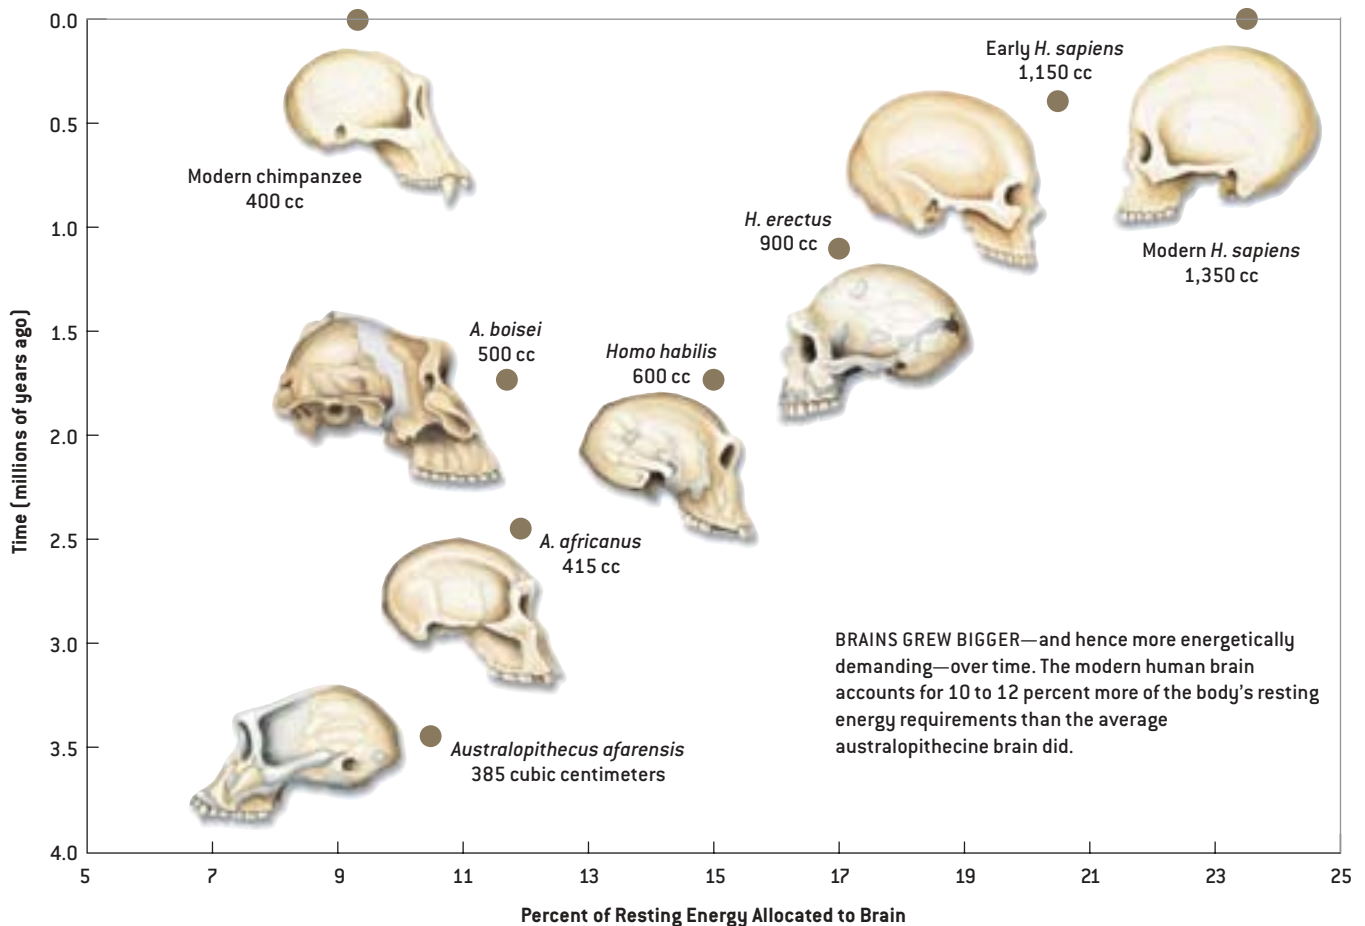 0.0
0.5
1.0
1.5
2.0
2.5
3.0
3.5
4.0
Time (millions of years ago)
Modern chimpanzee
400 cc
Early H. sapiens
1,150 cc
H. erectus
900 cc
Modern H. sapiens
1,350 cc
A. boisei
500 cc
Homo habilis
600 cc
A. africanus
415 cc
Australopithecus afarensis
385 cubic centimeters
BRAINS GREW BIGGER—and hence more energetically
demanding—over time. The modern human brain
accounts for 10 to 12 percent more of the body's resting
energy requirements than the average
australopithecine brain did.
5 7 9 11 13 15 17 19 21 23 25
Percent of Resting Energy Allocated to Brain